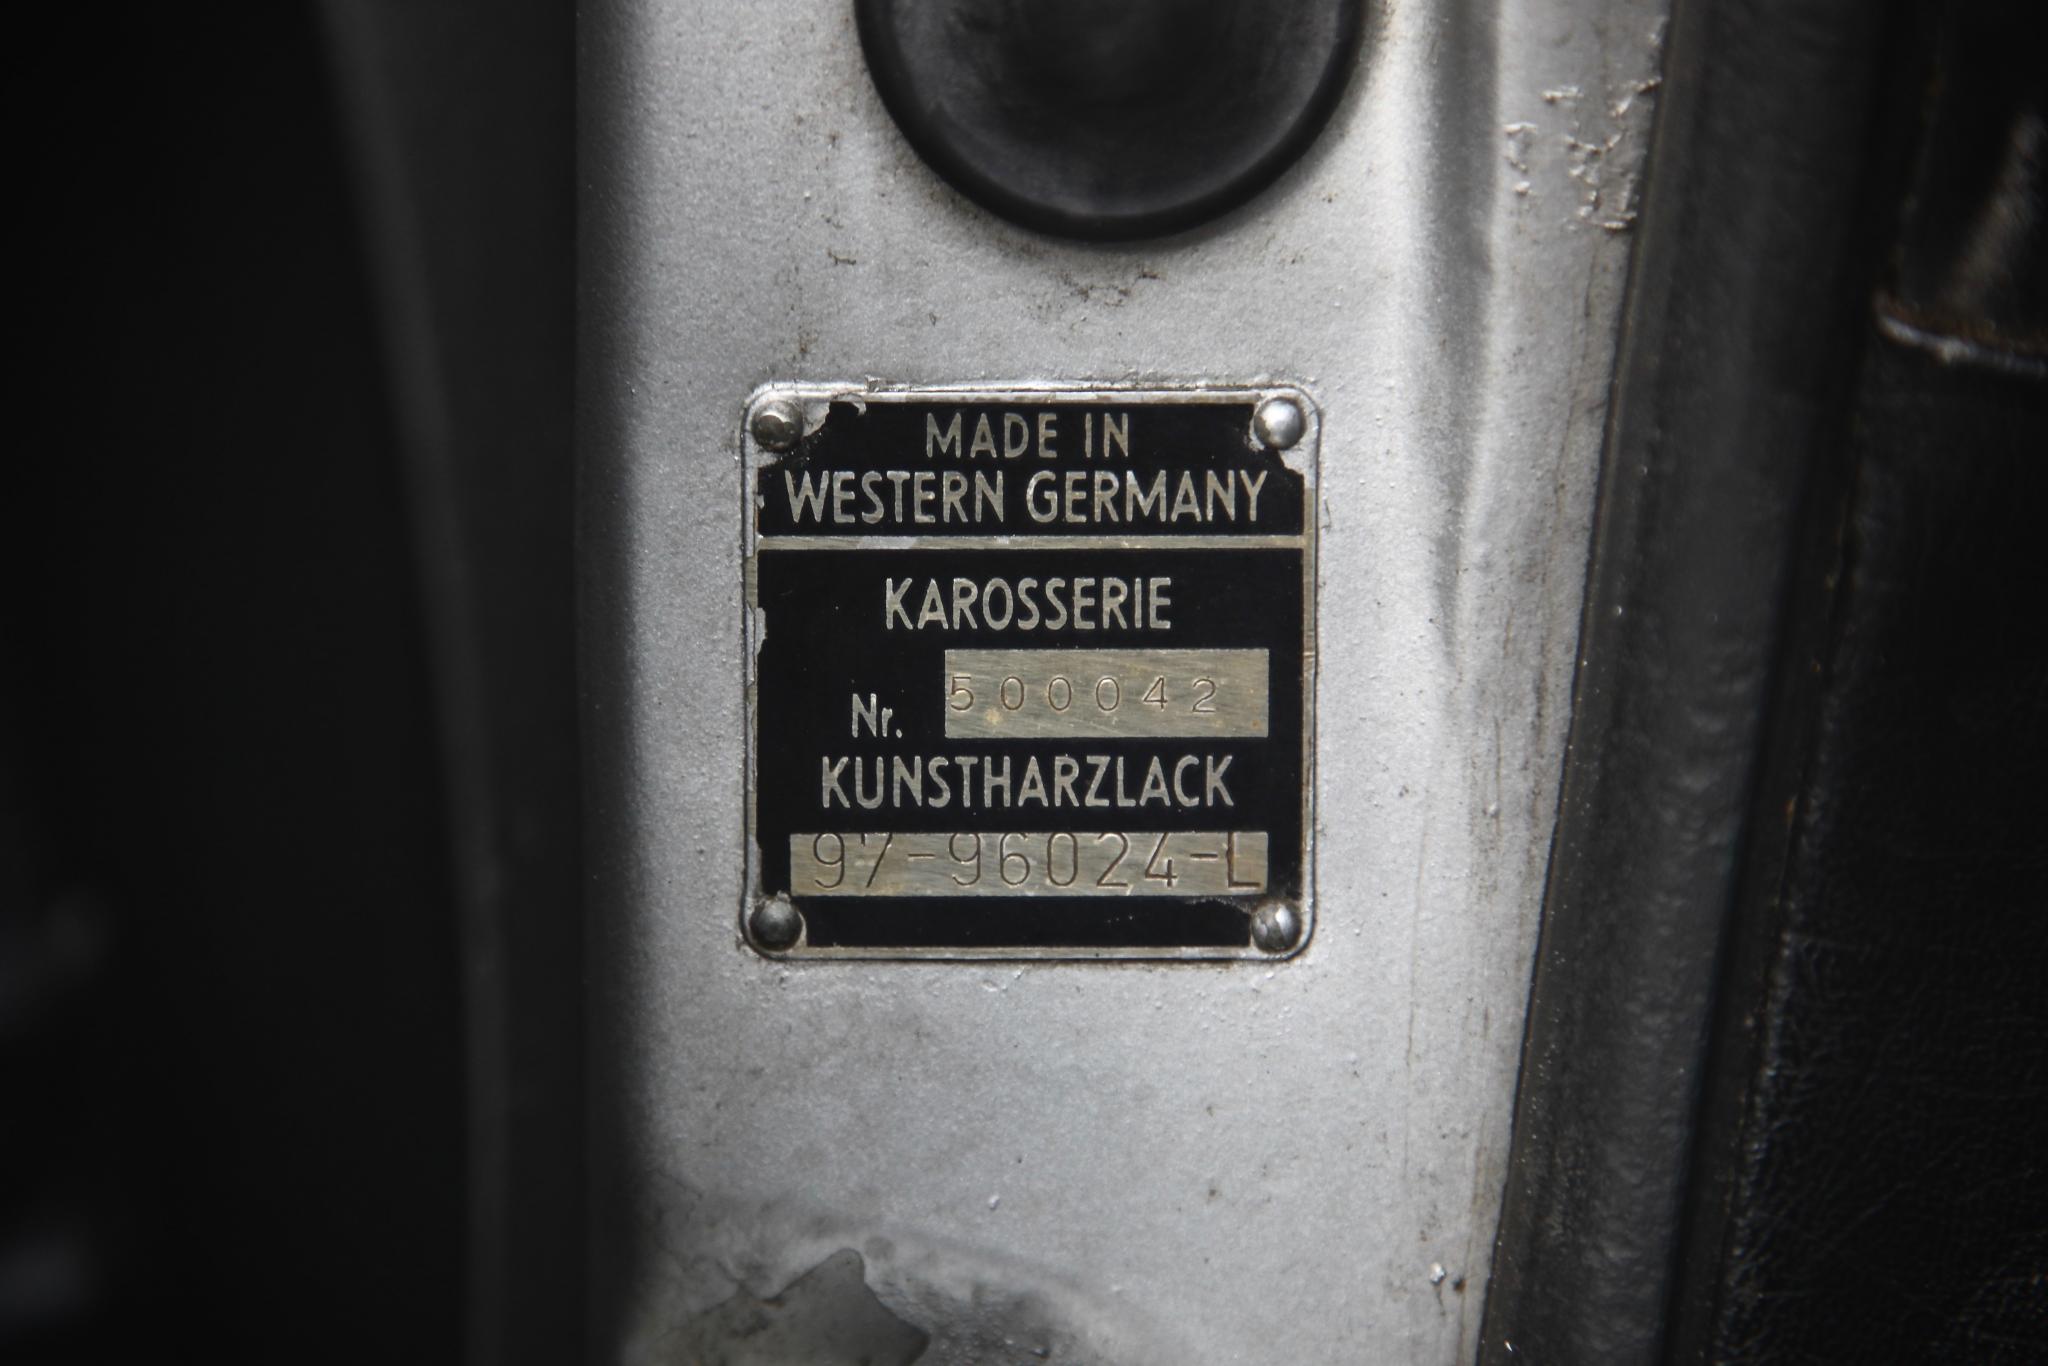 MADE IN
WESTERN GERMANY
KAROSSERIE
Nr. 500042
KUNSTHARZLACK
97-96024-L